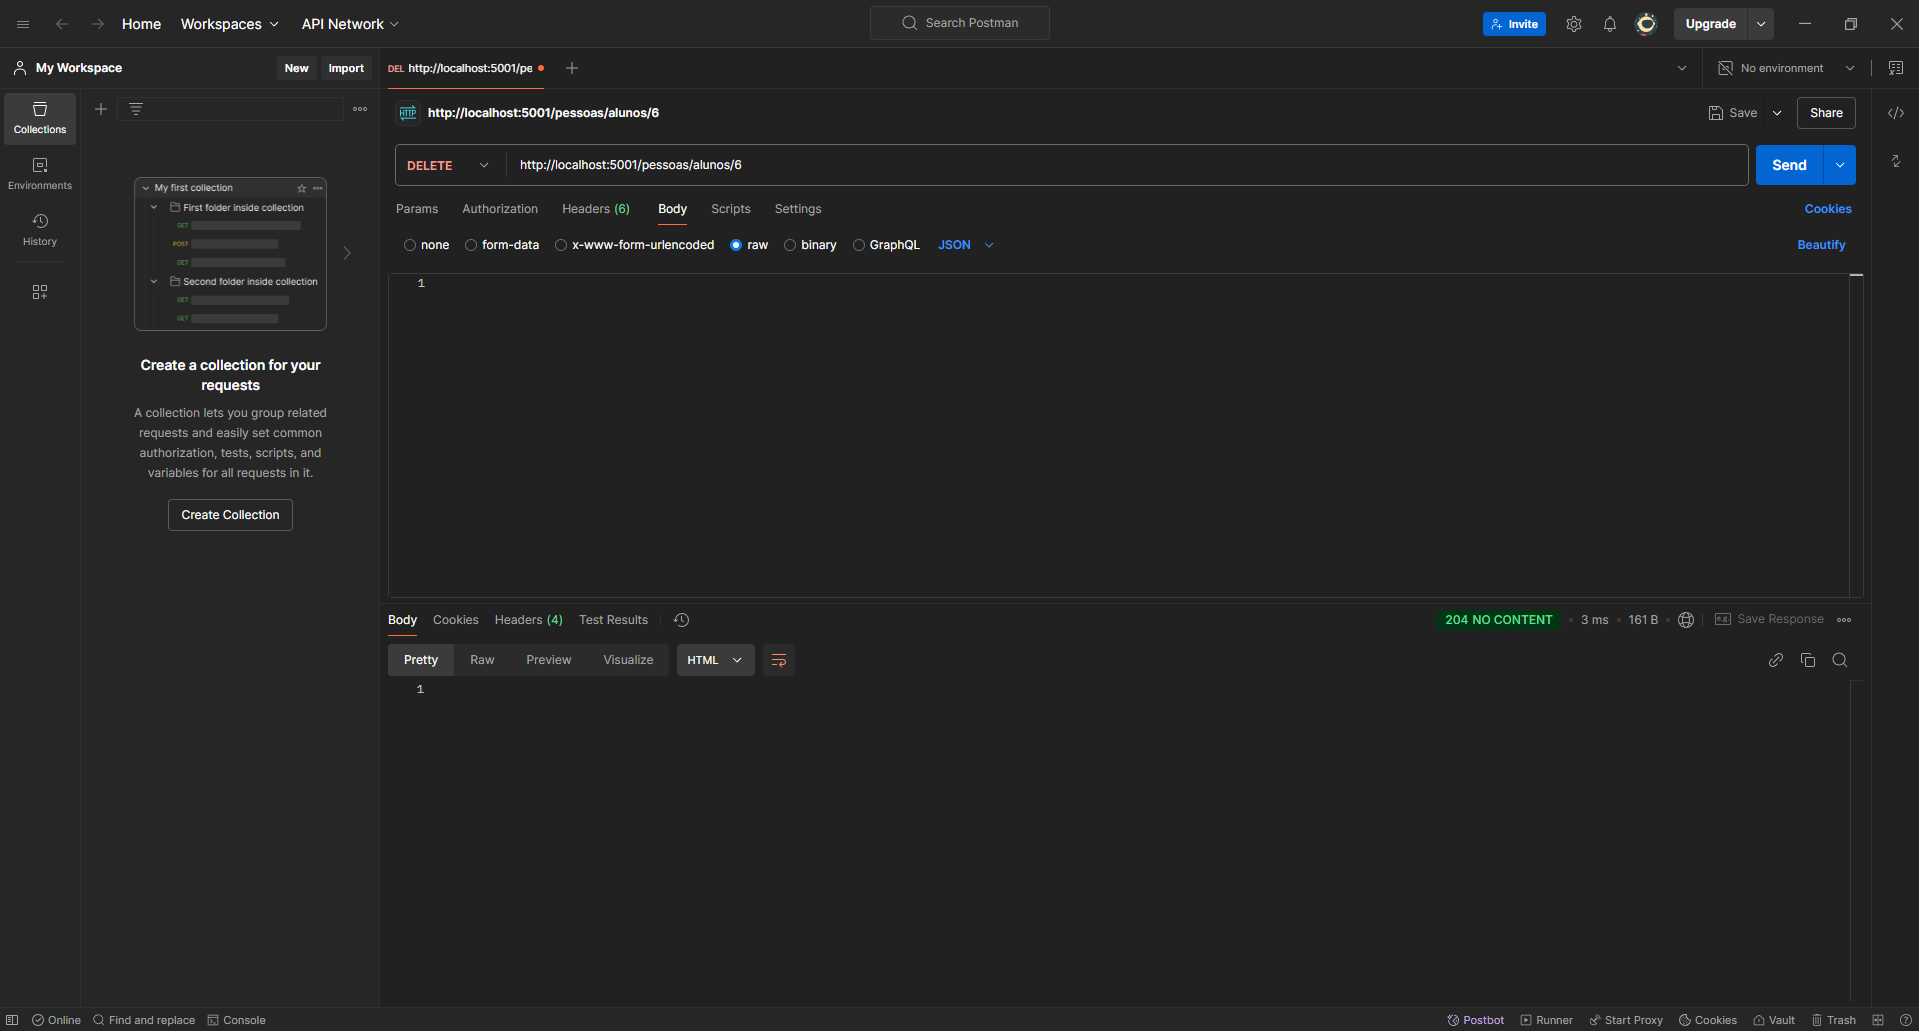 Home Workspaces API Network Search Postman Invite Upgrade
My Workspace New Import DEL http://localhost:5001/pe No environment
http://localhost:5001/pessoas/alunos/6 Save Share
Collections
Environments
History
DELETE http://localhost:5001/pessoas/alunos/6 Send
Params Authorization Headers (6) Body Scripts Settings Cookies
none form-data x-www-form-urlencoded raw binary GraphQL JSON Beautify
1
My first collection
First folder inside collection
GET
POST
GET
Second folder inside collection
GET
GET
Create a collection for your
requests
A collection lets you group related
requests and easily set common
authorization, tests, scripts, and
variables for all requests in it.
Create Collection
Body Cookies Headers (4) Test Results 204 NO CONTENT 3 ms 161 B Save Response
Pretty Raw Preview Visualize HTML
1
Online Find and replace Console Postbot Runner Start Proxy Cookies Vault Trash